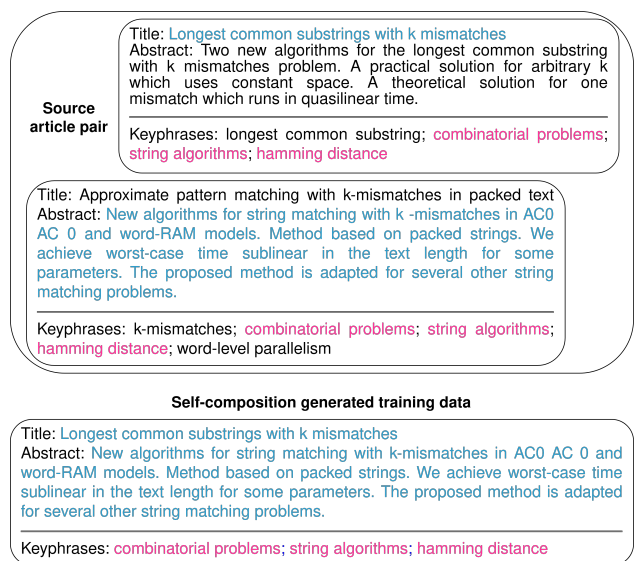 Title: Longest common substrings with k mismatches
Abstract: Two new algorithms for the longest common substring
with k mismatches problem. A practical solution for arbitrary k
which uses constant space. A theoretical solution for one
mismatch which runs in quasilinear time.
Source
article pair
Keyphrases: longest common substring; combinatorial problems;
string algorithms; hamming distance
Title: Approximate pattern matching with k-mismatches in packed text
Abstract: New algorithms for string matching with k -mismatches in AC0
AC 0 and word-RAM models. Method based on packed strings. We
achieve worst-case time sublinear in the text length for some
parameters. The proposed method is adapted for several other string
matching problems.
Keyphrases: k-mismatches; combinatorial problems; string algorithms;
hamming distance; word-level parallelism
Self-composition generated training data
Title: Longest common substrings with k mismatches
Abstract: New algorithms for string matching with k-mismatches in AC0 AC 0 and
word-RAM models. Method based on packed strings. We achieve worst-case time
sublinear in the text length for some parameters. The proposed method is adapted
for several other string matching problems.
Keyphrases: combinatorial problems; string algorithms; hamming distance